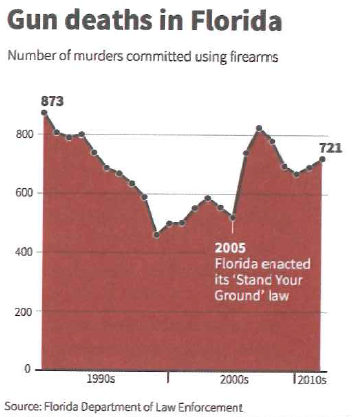 Gun deaths in Florida
Number of murders committed using firearms
873
800
721
600
2005
Florida enacted
its 'Stand Your
Ground' law
400
200
0
1990s
2000s
2010s
Source: Florida Department of Law Enforcement